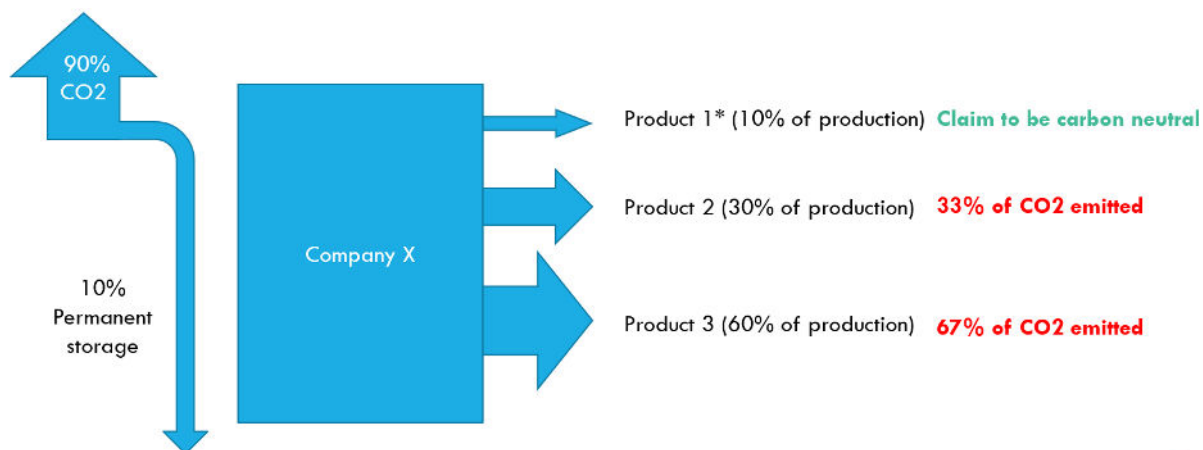 90%
CO2
10%
Permanent
storage
Company X
Product 1* (10% of production) Claim to be carbon neutral
Product 2 (30% of production) 33% of CO2 emitted
Product 3 (60% of production) 67% of CO2 emitted